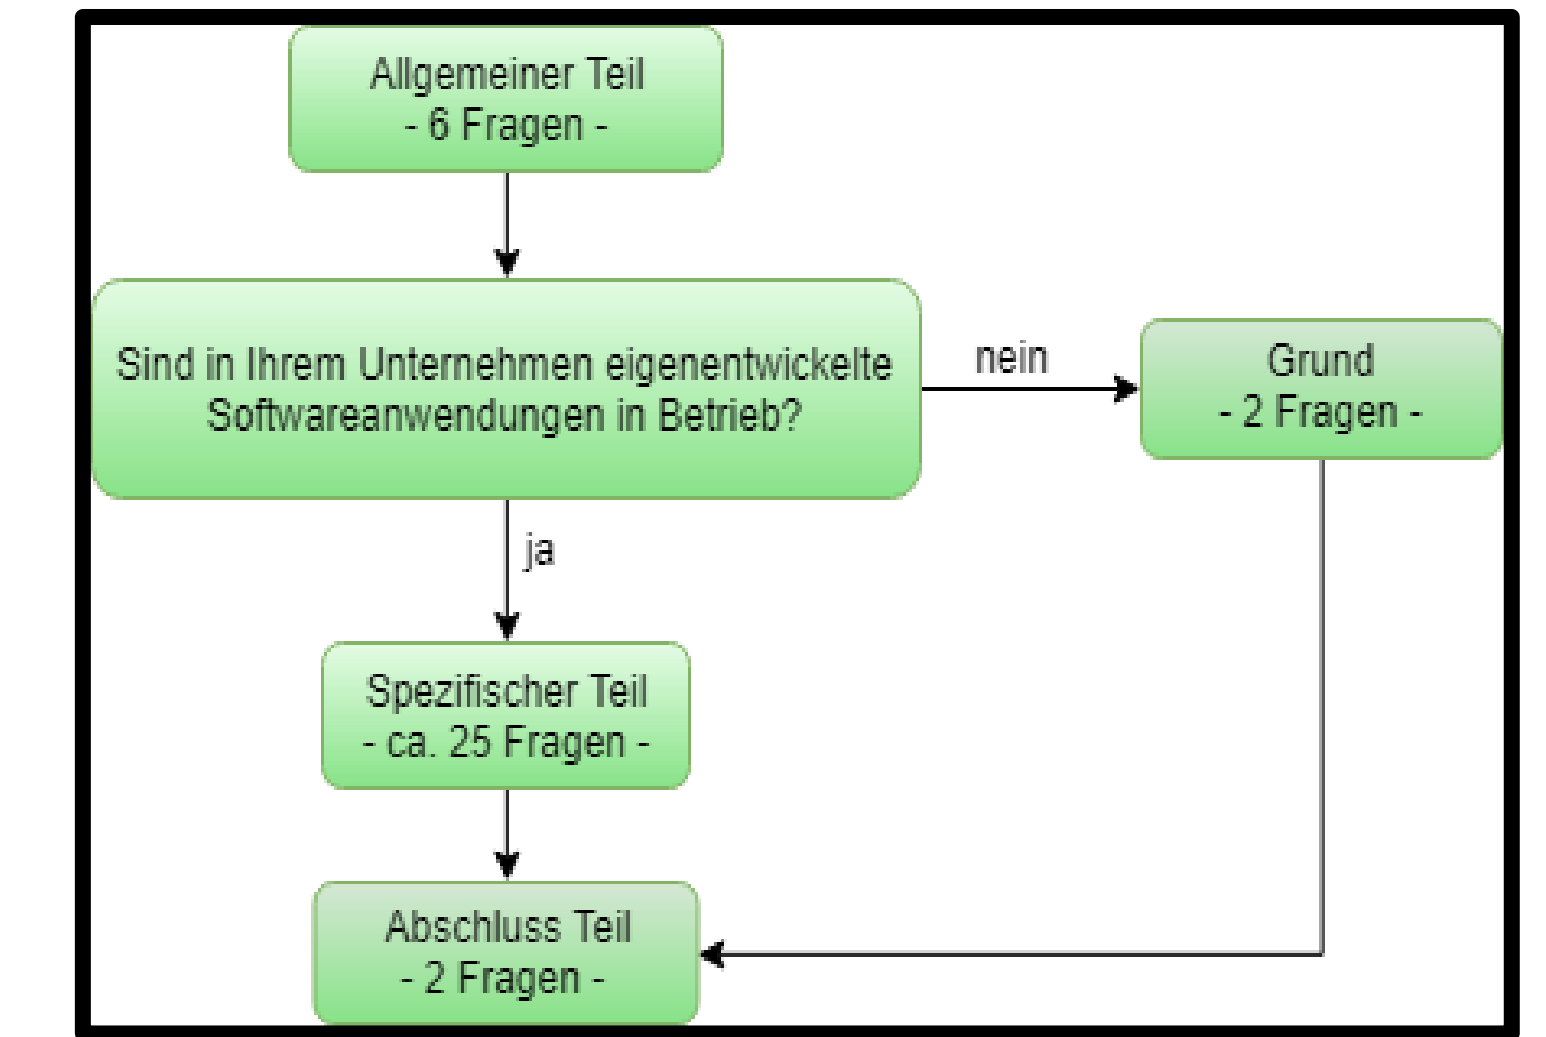 Allgemeiner Teil
- 6 Fragen -
Sind in Ihrem Unternehmen eigenentwickelte
Softwareanwendungen in Betrieb?
nein
Grund
- 2 Fragen -
ja
Spezifischer Teil
- ca. 25 Fragen -
Abschluss Teil
- 2 Fragen -